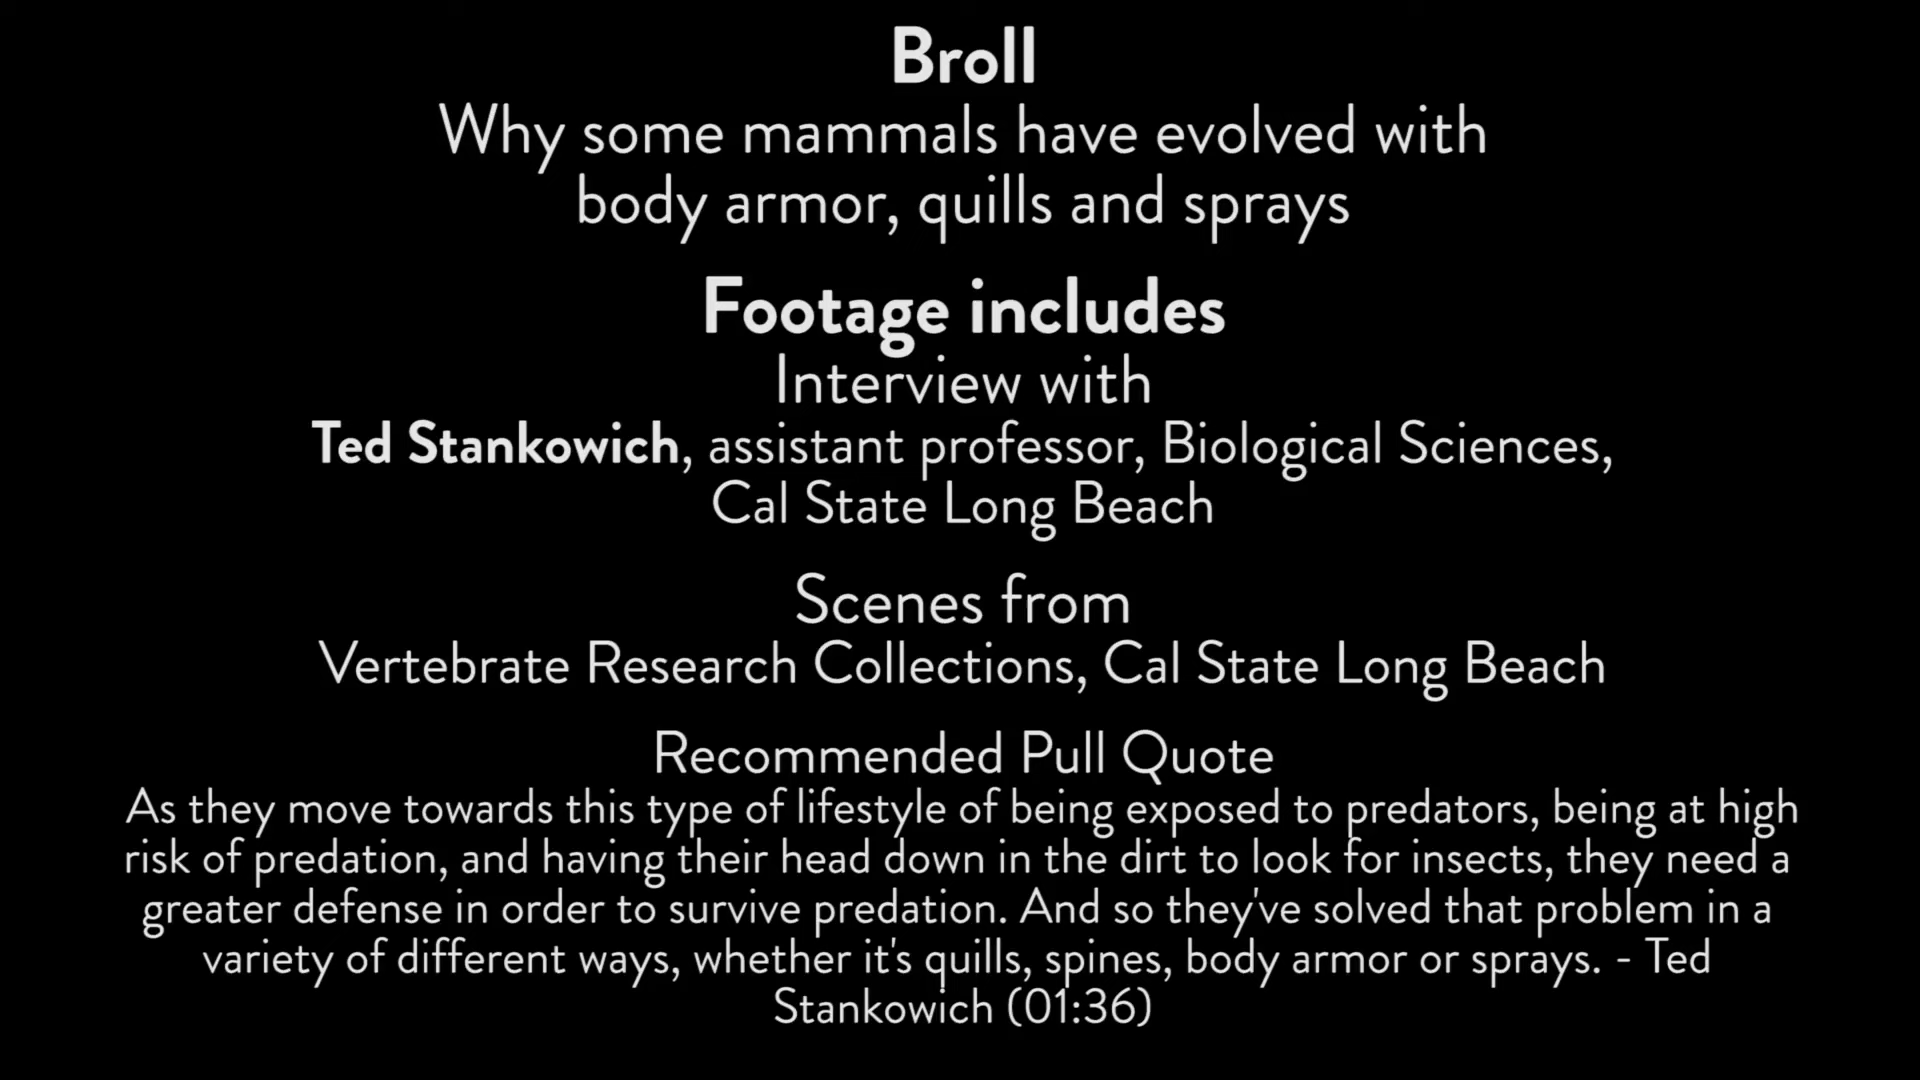 Broll
Why some mammals have evolved with
body armor, quills and sprays
Footage includes
Interview with
Ted Stankowich, assistant professor, Biological Sciences,
Cal State Long Beach
Scenes from
Vertebrate Research Collections, Cal State Long Beach
Recommended Pull Quote
As they move towards this type of lifestyle of being exposed to predators, being at high
risk of predation, and having their head down in the dirt to look for insects, they need a
greater defense in order to survive predation. And so they've solved that problem in a
variety of different ways, whether it's quills, spines, body armor or sprays. - Ted
Stankowich (01:36)